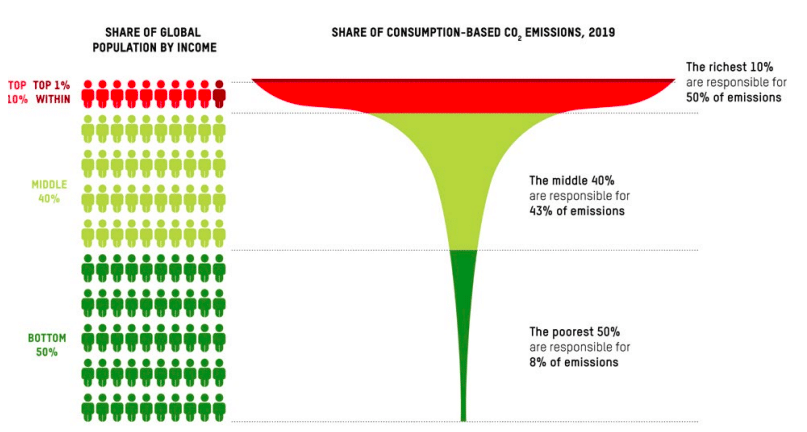 SHARE OF GLOBAL
POPULATION BY INCOME
SHARE OF CONSUMPTION-BASED CO₂ EMISSIONS, 2019
TOP TOP 1%
10% WITHIN
The richest 10%
are responsible for
50% of emissions
MIDDLE
40%
The middle 40%
are responsible for
43% of emissions
BOTTOM
50%
The poorest 50%
are responsible for
8% of emissions